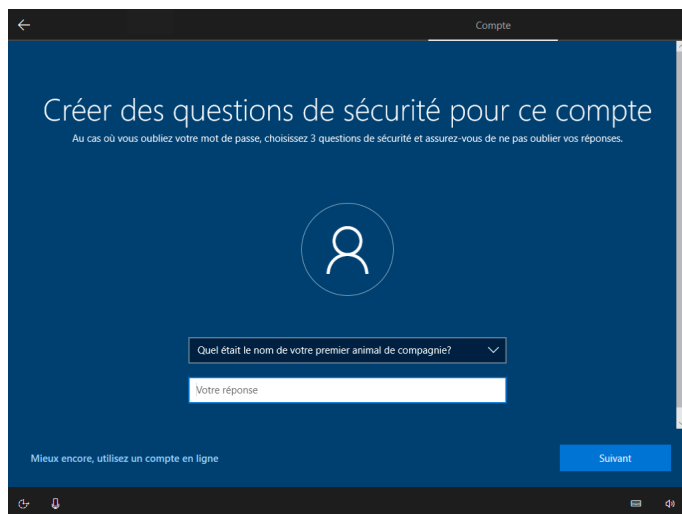 Compte
Créer des questions de sécurité pour ce compte
Au cas où vous oubliez votre mot de passe, choisissez 3 questions de sécurité et assurez-vous de ne pas oublier vos réponses.
Quel était le nom de votre premier animal de compagnie?
Votre réponse
Mieux encore, utilisez un compte en ligne
Suivant